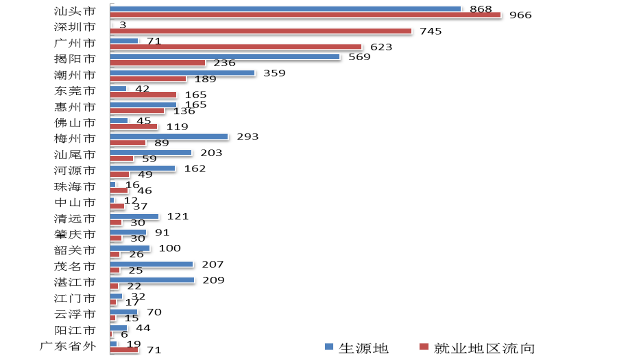 汕头市 868 966
深圳市 3 745
广州市 71 623
揭阳市 569 236
潮州市 359 189
东莞市 42 165
惠州市 165 136
佛山市 45 119
梅州市 293 89
汕尾市 203 59
河源市 162 49
珠海市 16 46
中山市 12 37
清远市 121 30
肇庆市 91 30
韶关市 100 26
茂名市 207 25
湛江市 209 22
江门市 32 17
云浮市 70 15
阳江市 44 6
广东省外 19 71
生源地 就业地区流向